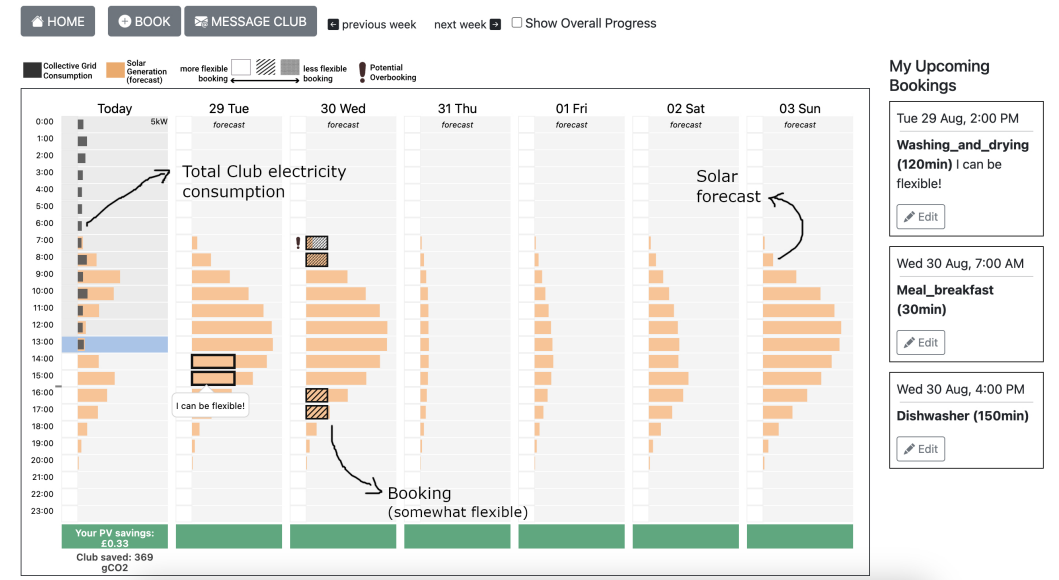 HOME
BOOK
MESSAGE CLUB
previous week
next week
Show Overall Progress
Collective Grid
Consumption
Solar
Generation
(forecast)
more flexible
booking
less flexible
booking
Potential
Overbooking
Today
29 Tue
30 Wed
31 Thu
01 Fri
02 Sat
03 Sun
5kW
forecast
forecast
forecast
forecast
forecast
forecast
0:00
1:00
2:00
3:00
4:00
5:00
6:00
7:00
8:00
9:00
10:00
11:00
12:00
13:00
14:00
15:00
16:00
17:00
18:00
19:00
20:00
21:00
22:00
23:00
Total Club electricity
consumption
Solar
forecast
!
I can be flexible!
Booking
(somewhat flexible)
Your PV savings:
£0.33
Club saved: 369
gCO2
My Upcoming
Bookings
Tue 29 Aug, 2:00 PM
Washing_and_drying
(120min) I can be
flexible!
Edit
Wed 30 Aug, 7:00 AM
Meal_breakfast
(30min)
Edit
Wed 30 Aug, 4:00 PM
Dishwasher (150min)
Edit